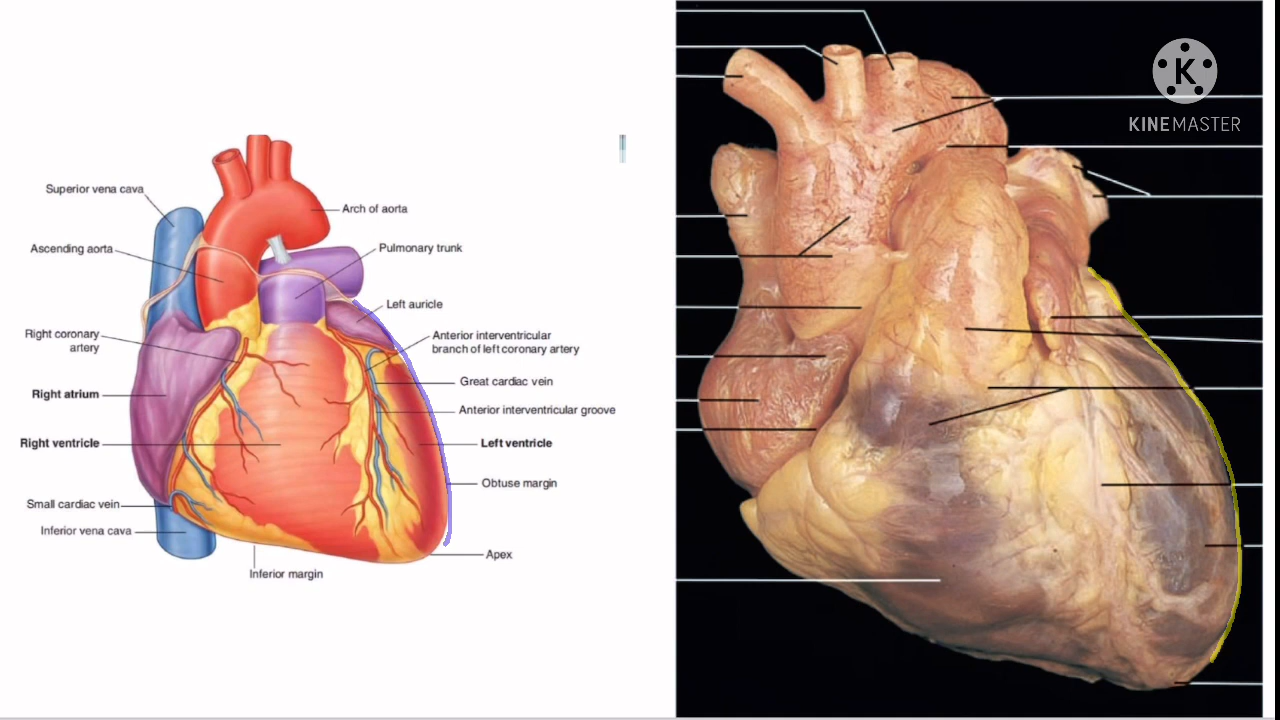 Superior vena cava
Ascending aorta
Right coronary
artery
Right atrium
Right ventricle
Small cardiac vein
Inferior vena cava
Inferior margin
Arch of aorta
Pulmonary trunk
Left auricle
Anterior interventricular
branch of left coronary artery
Great cardiac vein
Anterior interventricular groove
Left ventricle
Obtuse margin
Apex
K
KINEMASTER